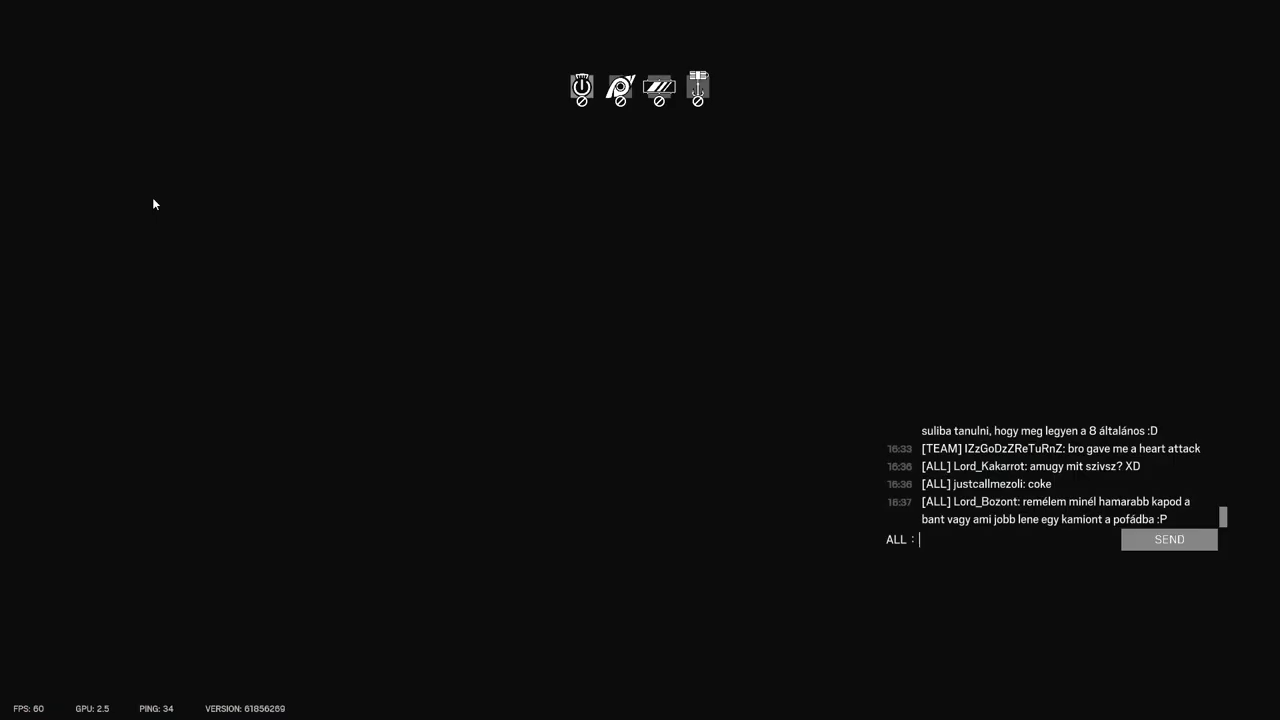 suliba tanulni, hogy meg legyen a 8 általános :D
16:33 [TEAM] IZzGoDzZReTuRnZ: bro gave me a heart attack
16:36 [ALL] Lord_Kakarrot: amugy mit szivsz? XD
16:36 [ALL] justcallmezoli: coke
16:37 [ALL] Lord_Bozont: remélem minél hamarabb kapod a
bant vagy ami jobb lene egy kamiont a pofádba :P
ALL : SEND
FPS: 60 GPU: 2.5 PING: 34 VERSION: 61856269